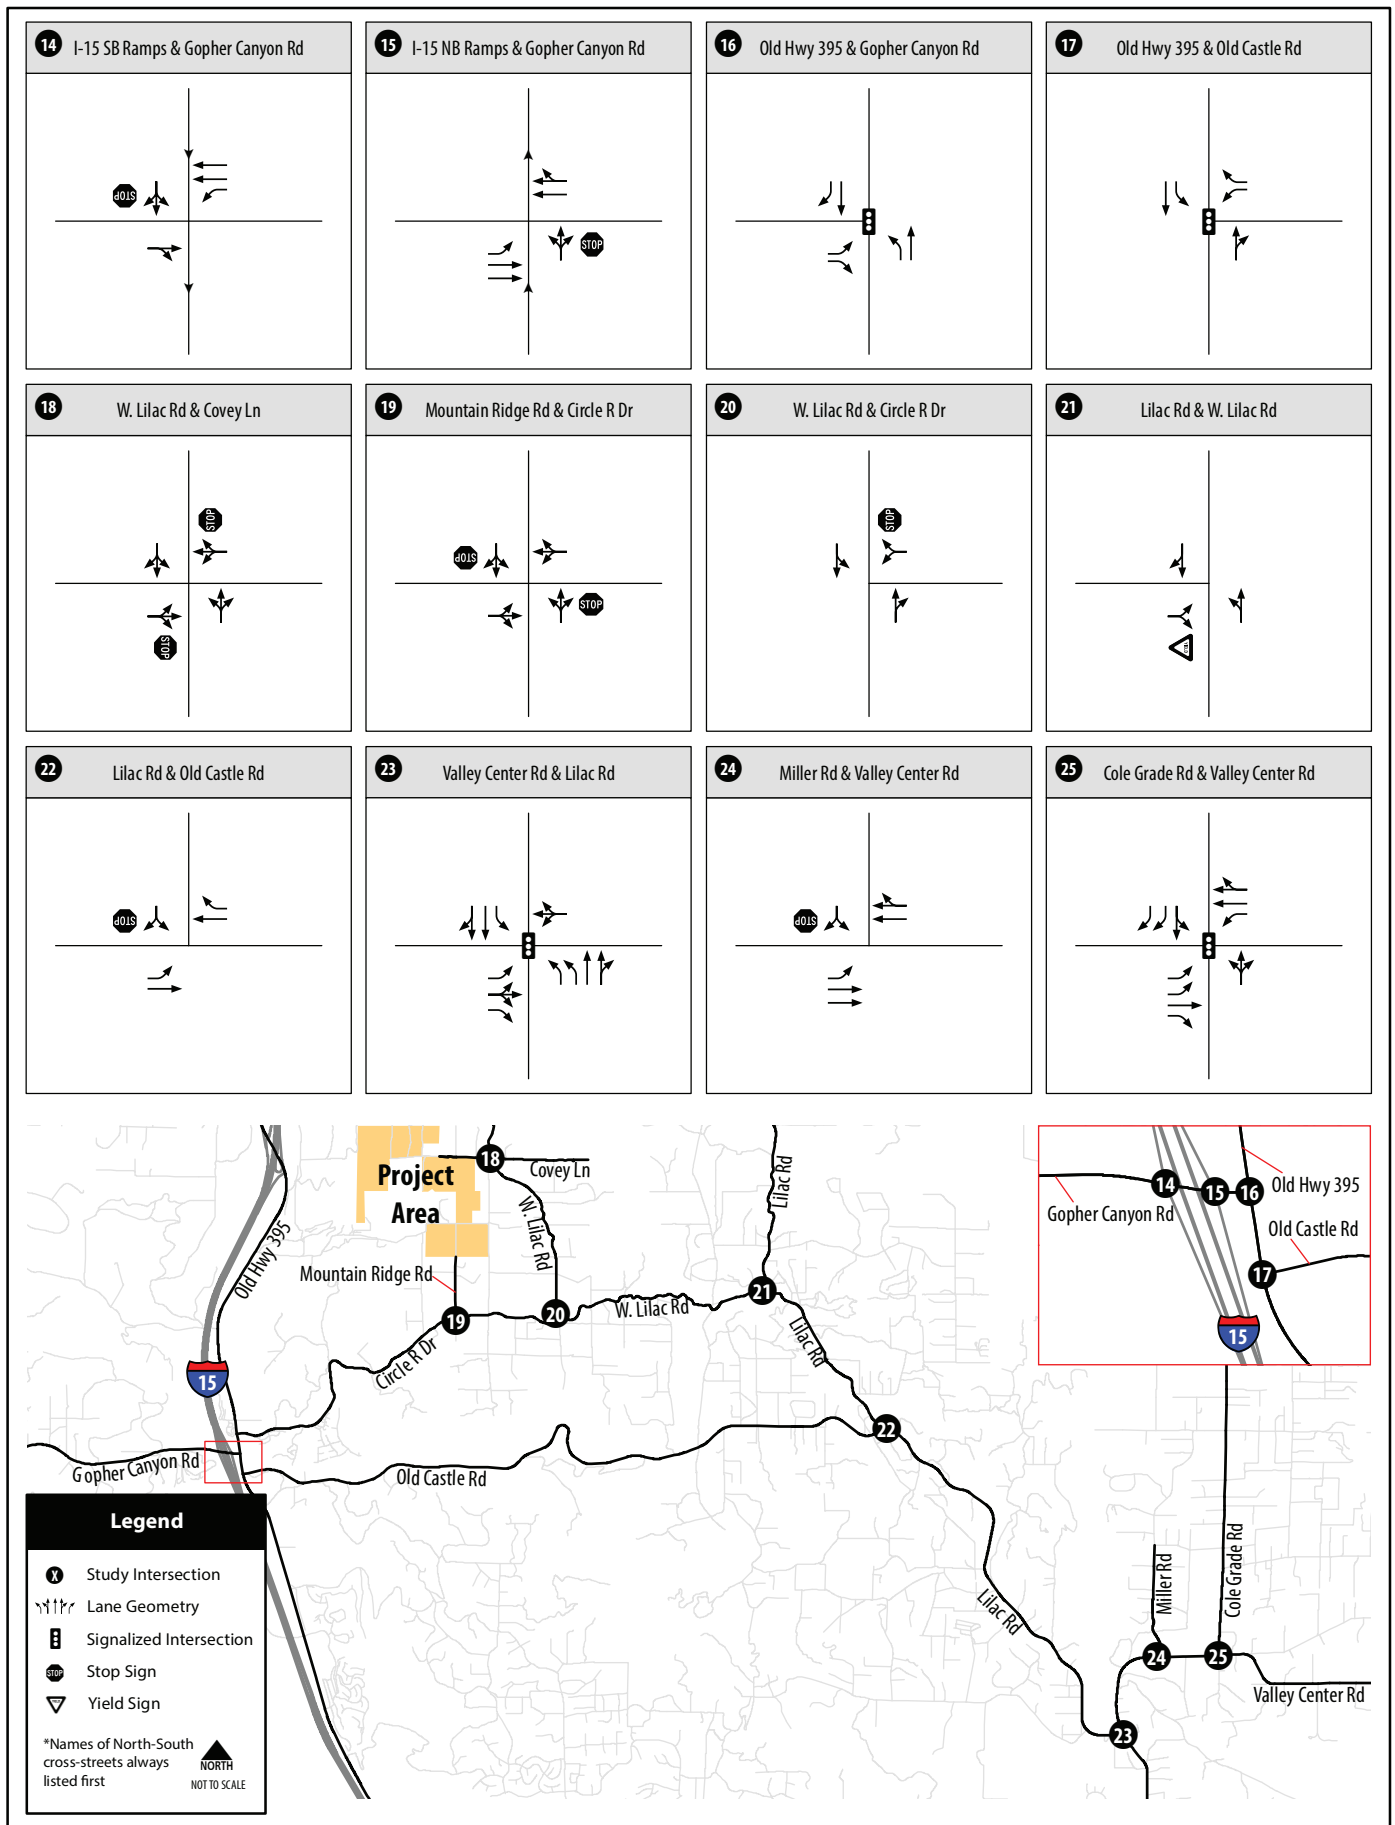 14 I-15 SB Ramps & Gopher Canyon Rd
15 I-15 NB Ramps & Gopher Canyon Rd
16 Old Hwy 395 & Gopher Canyon Rd
17 Old Hwy 395 & Old Castle Rd
STOP
STOP
18 W. Lilac Rd & Covey Ln
19 Mountain Ridge Rd & Circle R Dr
20 W. Lilac Rd & Circle R Dr
21 Lilac Rd & W. Lilac Rd
STOP
STOP
STOP
STOP
STOP
YIELD
22 Lilac Rd & Old Castle Rd
23 Valley Center Rd & Lilac Rd
24 Miller Rd & Valley Center Rd
25 Cole Grade Rd & Valley Center Rd
STOP
STOP
Project
Area
18
Covey Ln
W. Lilac Rd
Lilac Rd
Old Hwy 395
Mountain Ridge Rd
19
20
W. Lilac Rd
21
Lilac Rd
Circle R Dr
15
22
Gopher Canyon Rd
Old Castle Rd
Lilac Rd
Miller Rd
Cole Grade Rd
24
25
Valley Center Rd
23
14
15
16
Old Hwy 395
Gopher Canyon Rd
Old Castle Rd
17
15
Legend
X Study Intersection
Lane Geometry
Signalized Intersection
STOP Stop Sign
Yield Sign
*Names of North-South
cross-streets always
listed first
NORTH
NOT TO SCALE